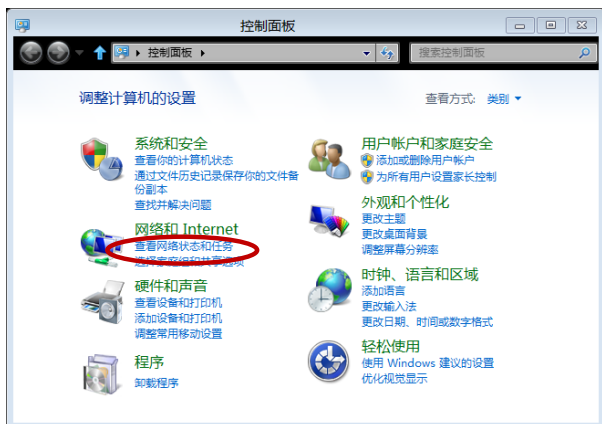 控制面板
控制面板
搜索控制面板
调整计算机的设置
查看方式: 类别
系统和安全
查看你的计算机状态
通过文件历史记录保存你的文件备
份副本
查找并解决问题
网络和 Internet
查看网络状态和任务
选择家庭组和共享选项
硬件和声音
查看设备和打印机
添加设备和打印机
调整常用移动设置
程序
卸载程序
用户帐户和家庭安全
添加或删除用户帐户
为所有用户设置家长控制
外观和个性化
更改主题
更改桌面背景
调整屏幕分辨率
时钟、语言和区域
添加语言
更改输入法
更改日期、时间或数字格式
轻松使用
使用 Windows 建议的设置
优化视觉显示